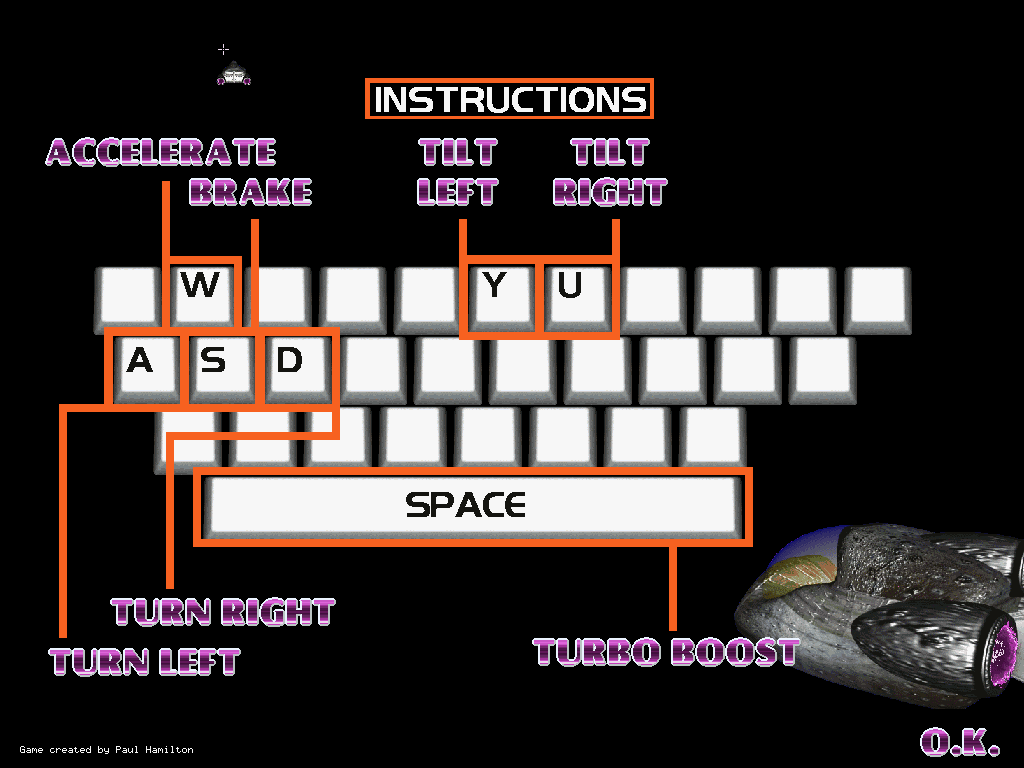 INSTRUCTIONS
ACCELERATE
BRAKE
TILT
LEFT
TILT
RIGHT
W
Y
U
A
S
D
SPACE
TURN RIGHT
TURN LEFT
TURBO BOOST
O.K.
Game created by Paul Hamilton